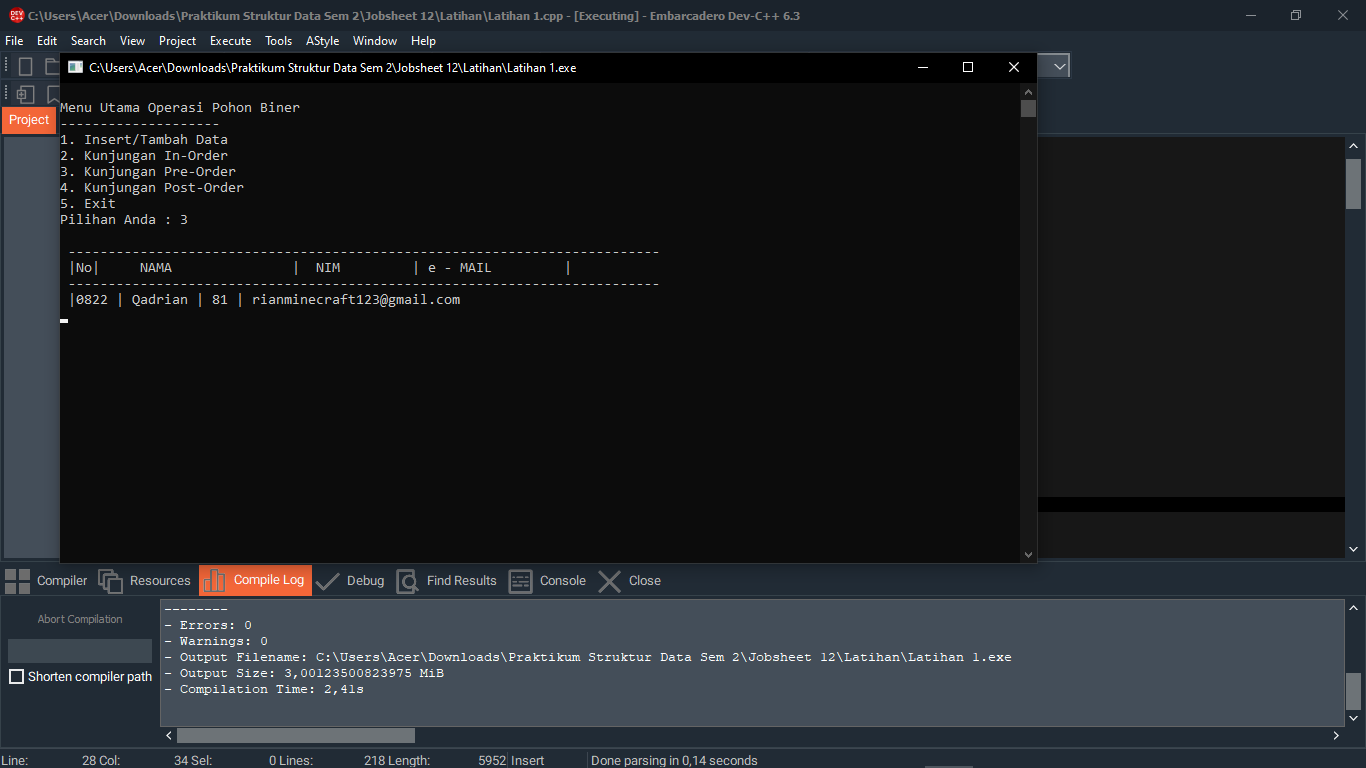 C:\Users\Acer\Downloads\Praktikum Struktur Data Sem 2\Jobsheet 12\Latihan\Latihan 1.cpp - [Executing] - Embarcadero Dev-C++ 6.3
File Edit Search View Project Execute Tools AStyle Window Help
C:\Users\Acer\Downloads\Praktikum Struktur Data Sem 2\Jobsheet 12\Latihan\Latihan 1.exe
Project
Menu Utama Operasi Pohon Biner
--------------------
1. Insert/Tambah Data
2. Kunjungan In-Order
3. Kunjungan Pre-Order
4. Kunjungan Post-Order
5. Exit
Pilihan Anda : 3
--------------------------------------------------------------------------
|No|     NAMA               |  NIM         | e - MAIL         |
--------------------------------------------------------------------------
|0822 | Qadrian | 81 | rianminecraft123@gmail.com
Compiler Resources Compile Log Debug Find Results Console Close
Abort Compilation
Shorten compiler path
--------
- Errors: 0
- Warnings: 0
- Output Filename: C:\Users\Acer\Downloads\Praktikum Struktur Data Sem 2\Jobsheet 12\Latihan\Latihan 1.exe
- Output Size: 3,00123500823975 MiB
- Compilation Time: 2,41s
Line: 28 Col: 34 Sel: 0 Lines: 218 Length: 5952 Insert Done parsing in 0,14 seconds